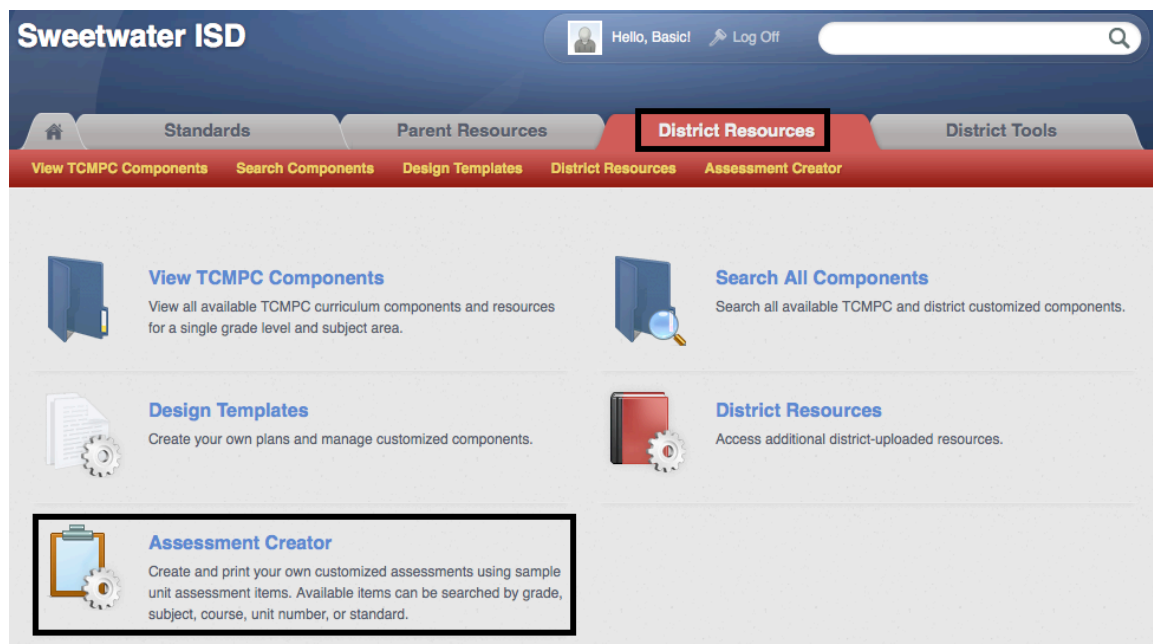 Sweetwater ISD
Hello, Basic! Log Off
Standards Parent Resources District Resources District Tools
View TCMPC Components Search Components Design Templates District Resources Assessment Creator
View TCMPC Components
View all available TCMPC curriculum components and resources
for a single grade level and subject area.
Search All Components
Search all available TCMPC and district customized components.
Design Templates
Create your own plans and manage customized components.
District Resources
Access additional district-uploaded resources.
Assessment Creator
Create and print your own customized assessments using sample
unit assessment items. Available items can be searched by grade,
subject, course, unit number, or standard.